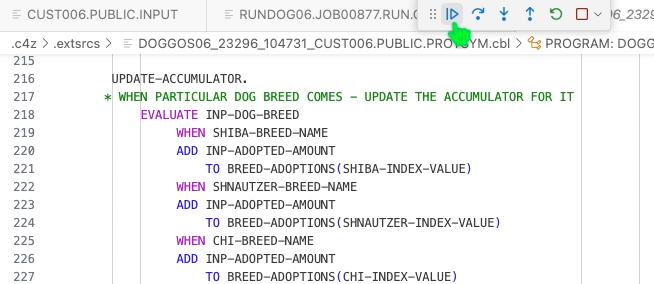 CUST006.PUBLIC.INPUT
RUNDOG06.JOB00877.RUN.
6_23296
.c4z > .extsrcs > DOGGOS06_23296_104731_CUST006.PUBLIC.PROTSYM.cbl > PROGRAM: DOGG
215
216 UPDATE-ACCUMULATOR.
217 * WHEN PARTICULAR DOG BREED COMES - UPDATE THE ACCUMULATOR FOR IT
218 EVALUATE INP-DOG-BREED
219 WHEN SHIBA-BREED-NAME
220 ADD INP-ADOPTED-AMOUNT
221 TO BREED-ADOPTIONS(SHIBA-INDEX-VALUE)
222 WHEN SHNAUTZER-BREED-NAME
223 ADD INP-ADOPTED-AMOUNT
224 TO BREED-ADOPTIONS(SHNAUTZER-INDEX-VALUE)
225 WHEN CHI-BREED-NAME
226 ADD INP-ADOPTED-AMOUNT
227 TO BREED-ADOPTIONS(CHI-INDEX-VALUE)